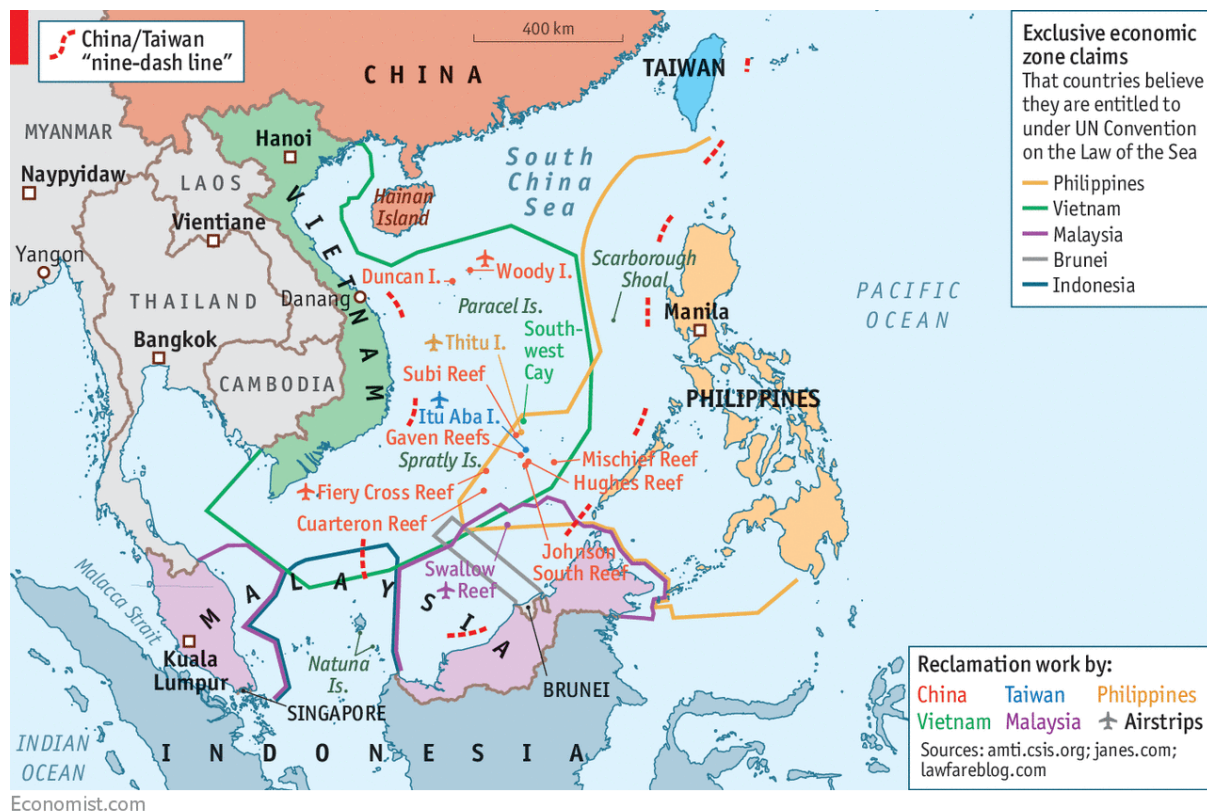 China/Taiwan
“nine-dash line”
400 km
CHINA
TAIWAN
Exclusive economic
zone claims
That countries believe
they are entitled to
under UN Convention
on the Law of the Sea
Philippines
Vietnam
Malaysia
Brunei
Indonesia
MYANMAR
Hanoi
Naypyidaw
LAOS
South
China
Sea
Hainan
Island
VIETNAM
Vientiane
Yangon
Duncan I.
Woody I.
Scarborough
Shoal
THAILAND
Danang
Paracel Is.
PACIFIC
OCEAN
Manila
Bangkok
Thitu I.
South-
west
Cay
Subi Reef
CAMBODIA
PHILIPPINES
Itu Aba I.
Gaven Reefs
Spratly Is.
Mischief Reef
Hughes Reef
Fiery Cross Reef
Cuarteron Reef
Johnson
South Reef
Swallow
Reef
Malacca Strait
MALAYSIA
Kuala
Lumpur
Natuna
Is.
BRUNEI
SINGAPORE
INDIAN
OCEAN
INDONESIA
Reclamation work by:
China Taiwan Philippines
Vietnam Malaysia Airstrips
Sources: amti.csis.org; janes.com;
lawfareblog.com
Economist.com